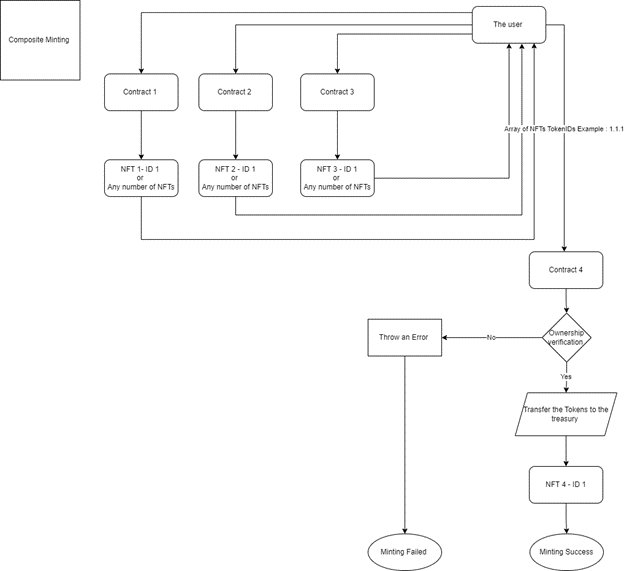 The user
Composite Minting
Contract 1
Contract 2
Contract 3
Array of NFTs TokenIDs Example : 1.1.1
NFT 1- ID 1
or
Any number of NFTs
NFT 2 - ID 1
or
Any number of NFTs
NFT 3 - ID 1
or
Any number of NFTs
Contract 4
Ownership
verification
No
Throw an Error
Yes
Transfer the Tokens to the
treasury
NFT 4 - ID 1
Minting Failed
Minting Success